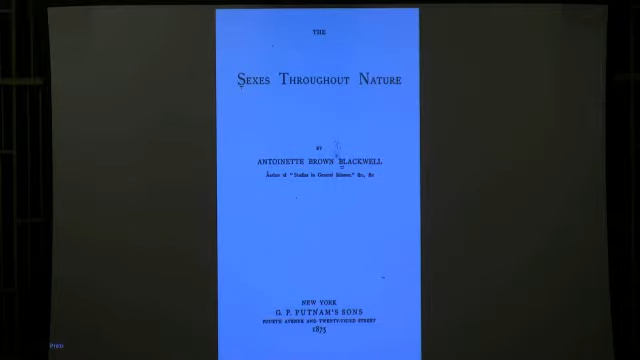 THE
SEXES THROUGHOUT NATURE
BY
ANTOINETTE BROWN BLACKWELL
Author of "Studies in General Science," &c., &c
NEW YORK
G. P. PUTNAM'S SONS
FOURTH AVENUE AND TWENTY-THIRD STREET
1875